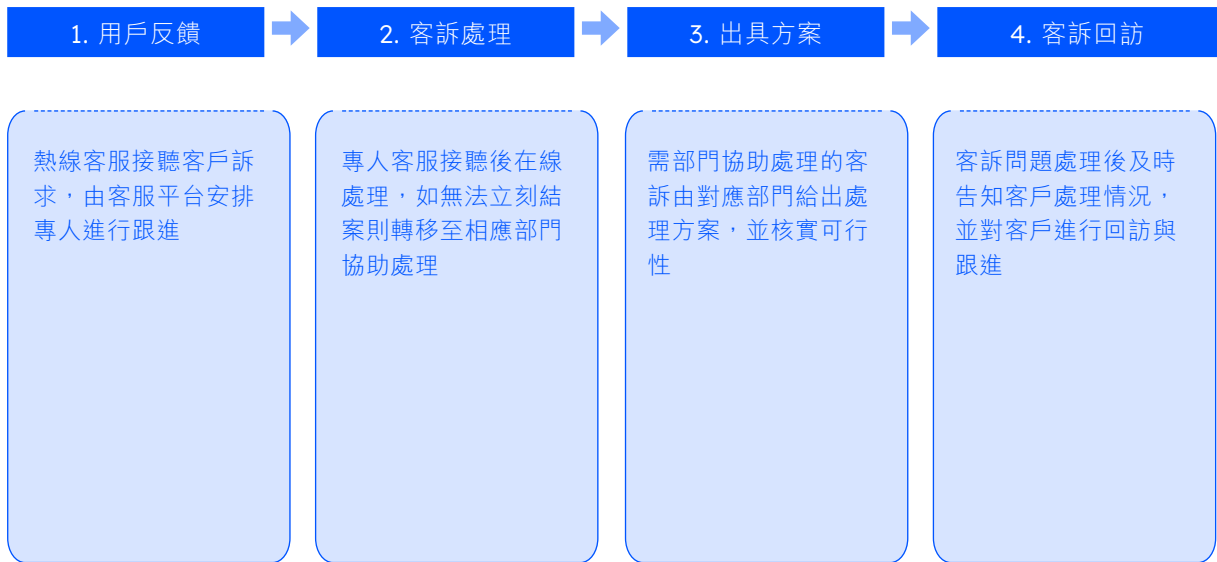 1. 用戶反饋
2. 客訴處理
3. 出具方案
4. 客訴回訪
熱線客服接聽客戶訴
求，由客服平台安排
專人進行跟進
專人客服接聽後在線
處理，如無法立刻結
案則轉移至相應部門
協助處理
需部門協助處理的客
訴由對應部門給出處
理方案，並核實可行
性
客訴問題處理後及時
告知客戶處理情況，
並對客戶進行回訪與
跟進